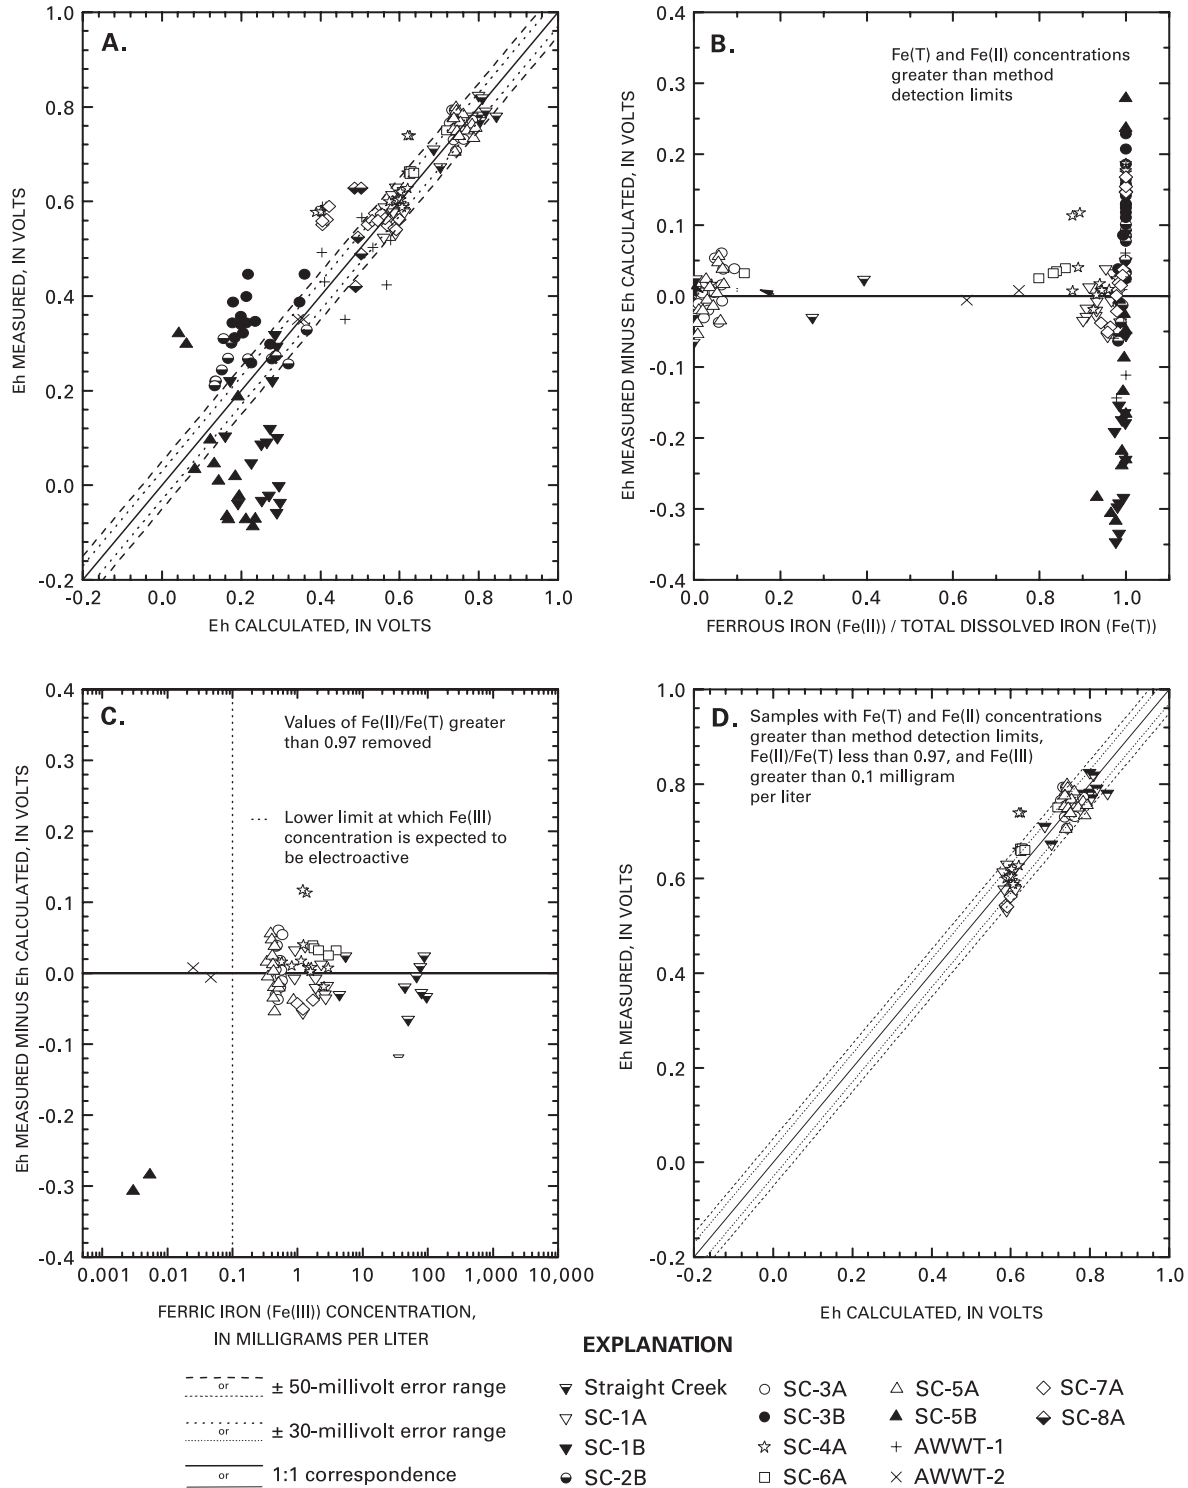 A.
Eh MEASURED, IN VOLTS
1.0
0.8
0.6
0.4
0.2
0.0
-0.2
-0.2 0.0 0.2 0.4 0.6 0.8 1.0
Eh CALCULATED, IN VOLTS
B.
Fe(T) and Fe(II) concentrations
greater than method
detection limits
Eh MEASURED MINUS Eh CALCULATED, IN VOLTS
0.4
0.3
0.2
0.1
0.0
-0.1
-0.2
-0.3
-0.4
0.0 0.2 0.4 0.6 0.8 1.0
FERROUS IRON (Fe(II)) / TOTAL DISSOLVED IRON (Fe(T))
C.
Values of Fe(II)/Fe(T) greater
than 0.97 removed
Lower limit at which Fe(III)
concentration is expected to
be electroactive
Eh MEASURED MINUS Eh CALCULATED, IN VOLTS
0.4
0.3
0.2
0.1
0.0
-0.1
-0.2
-0.3
-0.4
0.001 0.01 0.1 1 10 100 1,000 10,000
FERRIC IRON (Fe(III)) CONCENTRATION,
IN MILLIGRAMS PER LITER
D.
Samples with Fe(T) and Fe(II) concentrations
greater than method detection limits,
Fe(II)/Fe(T) less than 0.97, and Fe(III)
greater than 0.1 milligram
per liter
Eh MEASURED, IN VOLTS
1.0
0.8
0.6
0.4
0.2
0.0
-0.2
-0.2 0.0 0.2 0.4 0.6 0.8 1.0
Eh CALCULATED, IN VOLTS
EXPLANATION
or ± 50-millivolt error range
or ± 30-millivolt error range
or 1:1 correspondence
Straight Creek
SC-1A
SC-1B
SC-2B
SC-3A
SC-3B
SC-4A
SC-6A
SC-5A
SC-5B
AWWT-1
AWWT-2
SC-7A
SC-8A